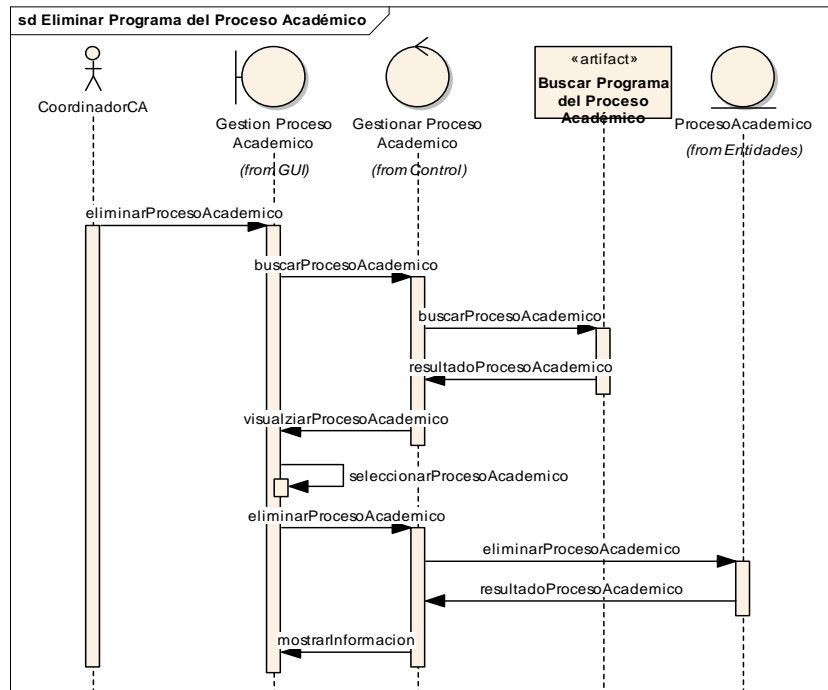 sd Eliminar Programa del Proceso Académico
CoordinadorCA
Gestion Proceso
Academico
(from GUI)
Gestionar Proceso
Academico
(from Control)
«artifact»
Buscar Programa
del Proceso
Académico
ProcesoAcademico
(from Entidades)
eliminarProcesoAcademico
buscarProcesoAcademico
buscarProcesoAcademico
resultadoProcesoAcademico
visualziarProcesoAcademico
seleccionarProcesoAcademico
eliminarProcesoAcademico
eliminarProcesoAcademico
resultadoProcesoAcademico
mostrarInformacion